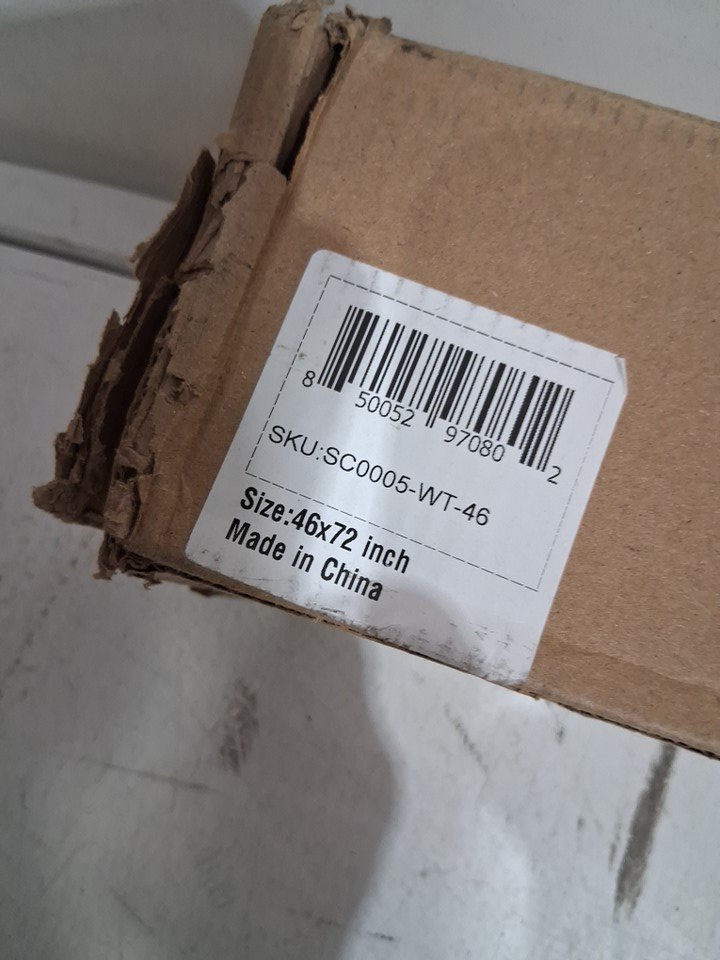 8 50052 97080 2
SKU:SC0005-WT-46
Size:46x72 inch
Made in China